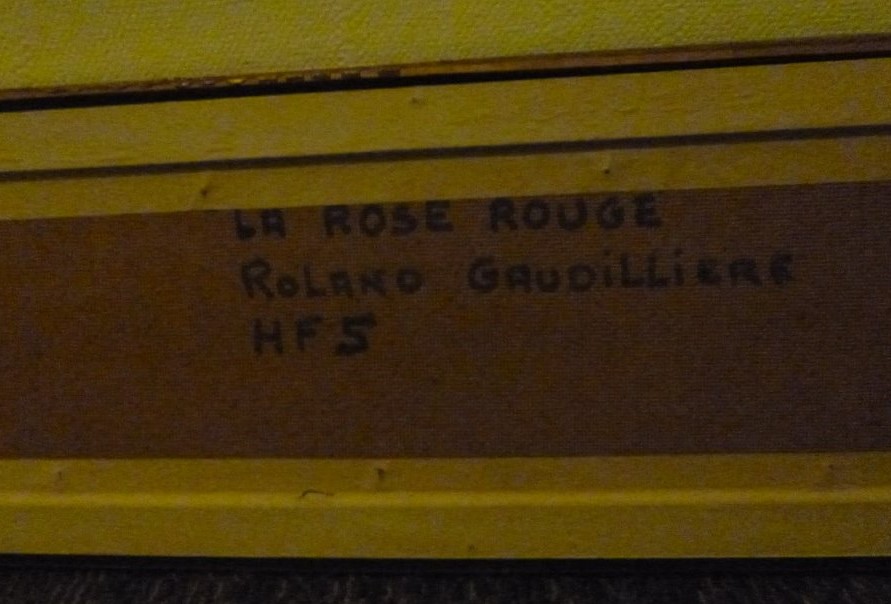 LA ROSE ROUGE
ROLAND GAUDiLLiERE
HF5